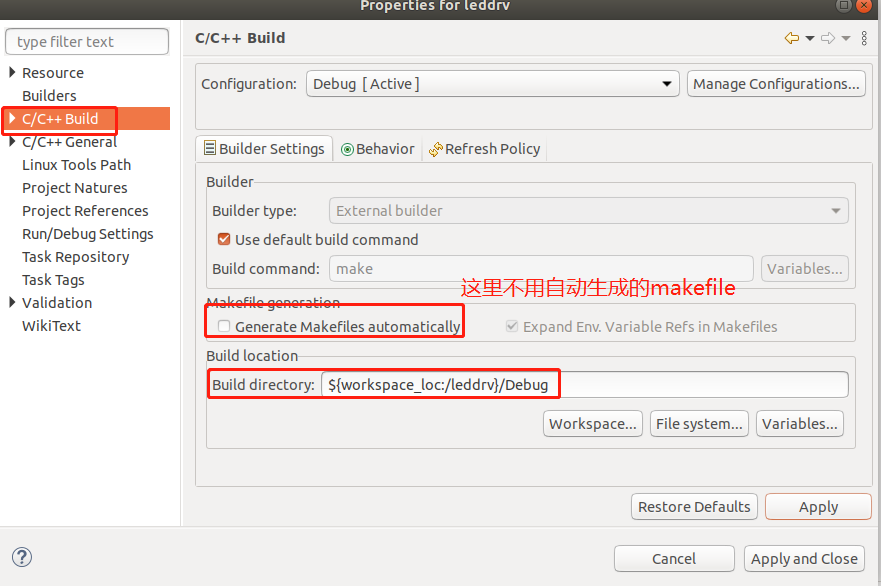 Properties for leddrv
type filter text
Resource
Builders
C/C++ Build
C/C++ General
Linux Tools Path
Project Natures
Project References
Run/Debug Settings
Task Repository
Task Tags
Validation
WikiText
C/C++ Build
Configuration: Debug [ Active ] Manage Configurations...
Builder Settings Behavior Refresh Policy
Builder
Builder type: External builder
Use default build command
Build command: make Variables...
这里不用自动生成的makefile
Makefile generation
Generate Makefiles automatically Expand Env. Variable Refs in Makefiles
Build location
Build directory: ${workspace_loc:/leddrv}/Debug
Workspace... File system... Variables...
Restore Defaults Apply
? Cancel Apply and Close